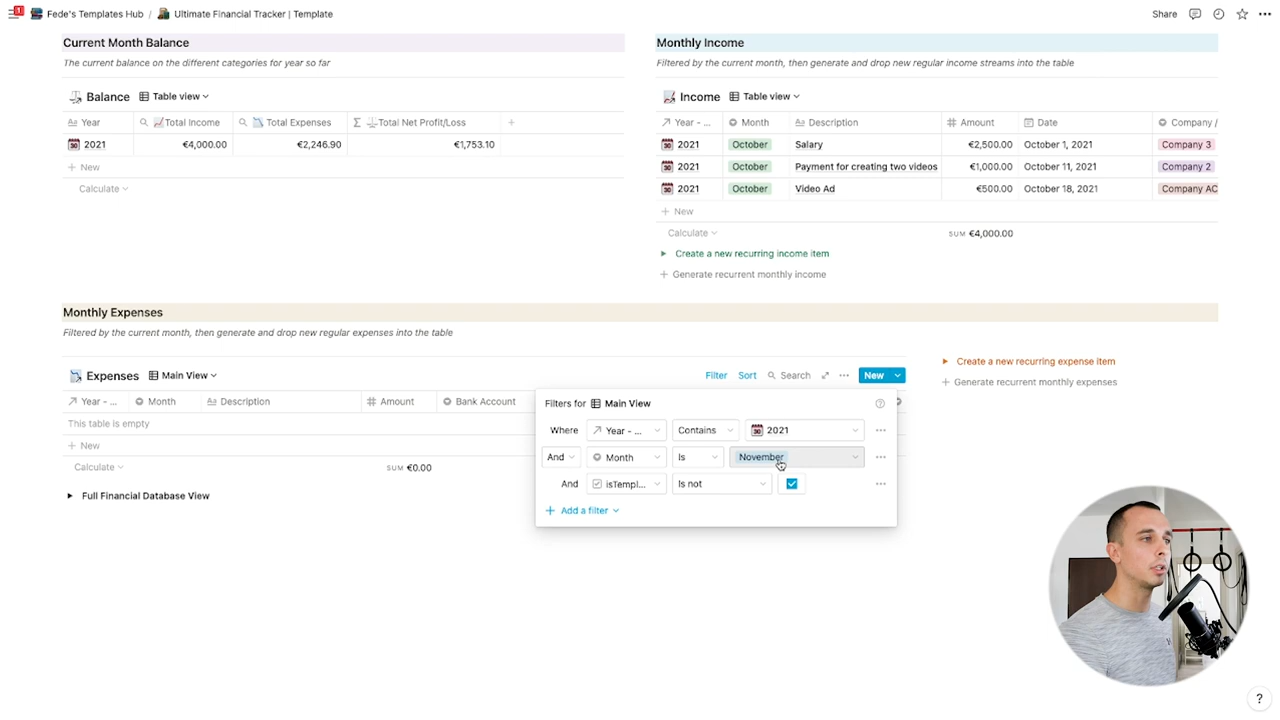 1
Fede's Templates Hub / Ultimate Financial Tracker | Template
Share
Current Month Balance
The current balance on the different categories for year so far
Balance Table view
Year Total Income Total Expenses Total Net Profit/Loss
2021 €4,000.00 €2,246.90 €1,753.10
New
Calculate
Monthly Income
Filtered by the current month, then generate and drop new regular income streams into the table
Income Table view
Year - ... Month Description Amount Date Company /
2021 October Salary €2,500.00 October 1, 2021 Company 3
2021 October Payment for creating two videos €1,000.00 October 11, 2021 Company 2
2021 October Video Ad €500.00 October 18, 2021 Company AC
New
Calculate SUM €4,000.00
Create a new recurring income item
Generate recurrent monthly income
Monthly Expenses
Filtered by the current month, then generate and drop new regular expenses into the table
Expenses Main View Filter Sort Search ... New
Year - ... Month Description Amount Bank Account
This table is empty
New
Calculate SUM €0.00
Full Financial Database View
Filters for Main View
Where Year - ... Contains 2021
And Month Is November
And isTempl... Is not
Add a filter
Create a new recurring expense item
Generate recurrent monthly expenses
?